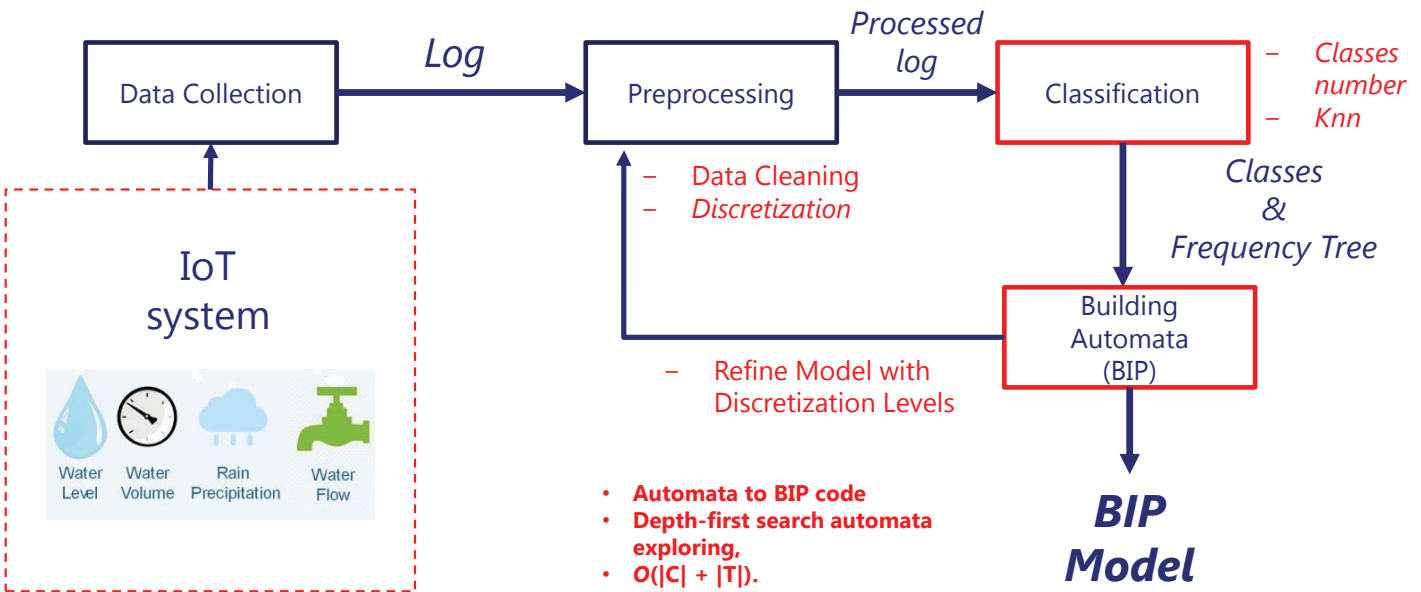 Data Collection
Log
Preprocessing
Processed
log
Classification
– Classes
number
– Knn
– Data Cleaning
– Discretization
Classes
&
Frequency Tree
IoT
system
Water
Level
Water
Volume
Rain
Precipitation
Water
Flow
Building
Automata
(BIP)
– Refine Model with
Discretization Levels
• Automata to BIP code
• Depth-first search automata
exploring,
• O(|C| + |T|).
BIP
Model